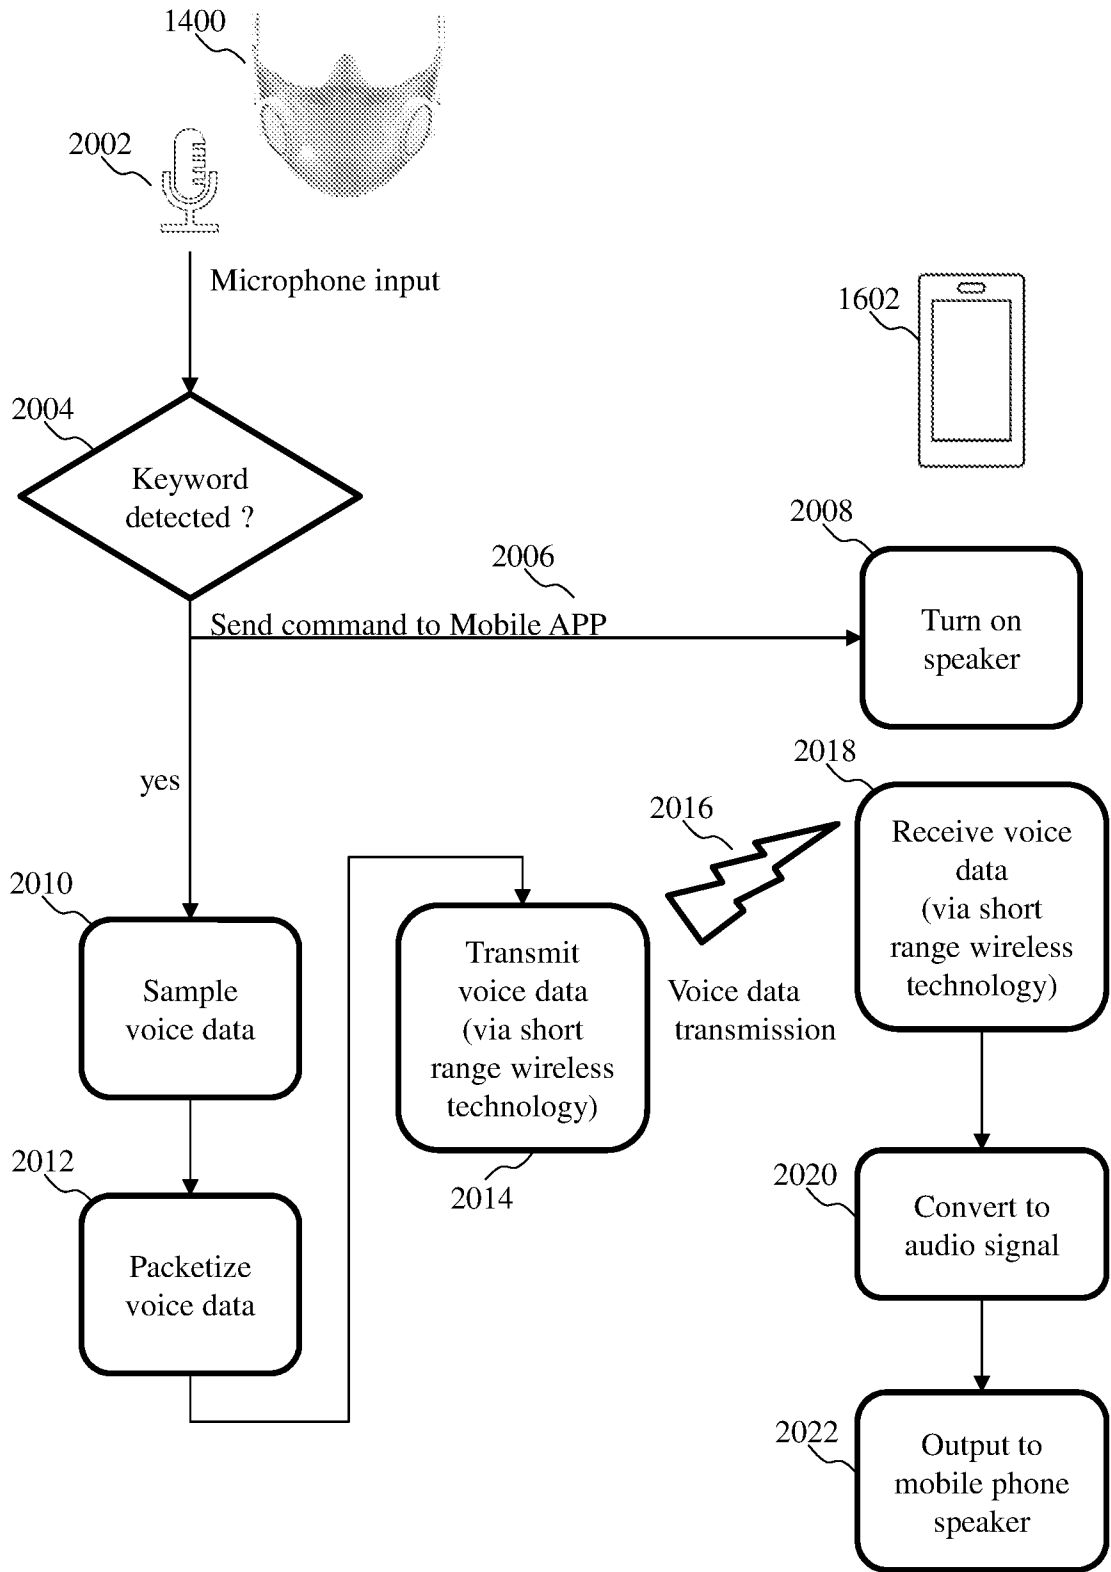 1400
2002
Microphone input
1602
2004
Keyword
detected ?
2006
Send command to Mobile APP
2008
Turn on
speaker
yes
2010
Sample
voice data
2012
Packetize
voice data
Transmit
voice data
(via short
range wireless
technology)
2014
2016
Voice data
transmission
2018
Receive voice
data
(via short
range wireless
technology)
2020
Convert to
audio signal
2022
Output to
mobile phone
speaker